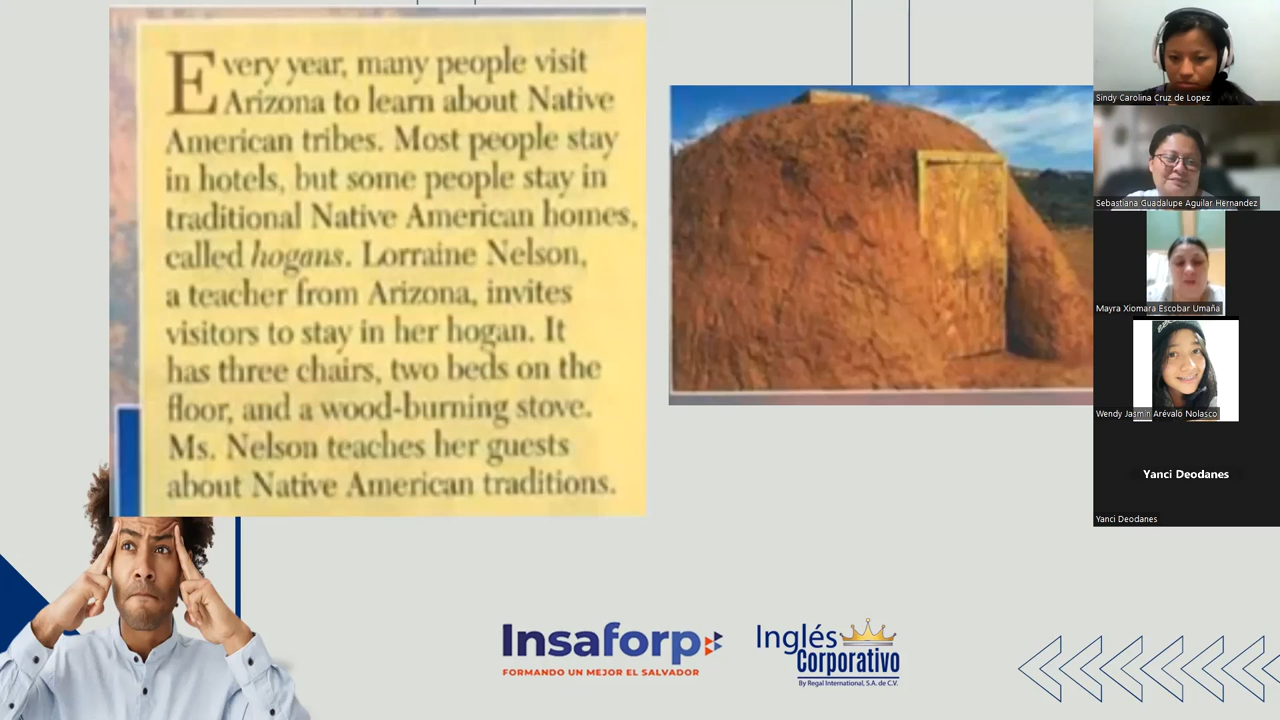 Every year, many people visit
Arizona to learn about Native
American tribes. Most people stay
in hotels, but some people stay in
traditional Native American homes,
called hogans. Lorraine Nelson,
a teacher from Arizona, invites
visitors to stay in her hogan. It
has three chairs, two beds on the
floor, and a wood-burning stove.
Ms. Nelson teaches her guests
about Native American traditions.
Sindy Carolina Cruz de Lopez
Sebastiana Guadalupe Aguilar Hernandez
Mayra Xiomara Escobar Umaña
Wendy Jasmin Arévalo Nolasco
Yanci Deodanes
Yanci Deodanes
Insaforp
FORMANDO UN MEJOR EL SALVADOR
Inglés
Corporativo
By Regal International, S.A. de C.V.